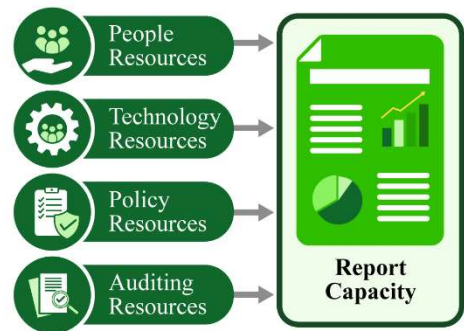 People
Resources
Technology
Resources
Policy
Resources
Auditing
Resources
Report
Capacity